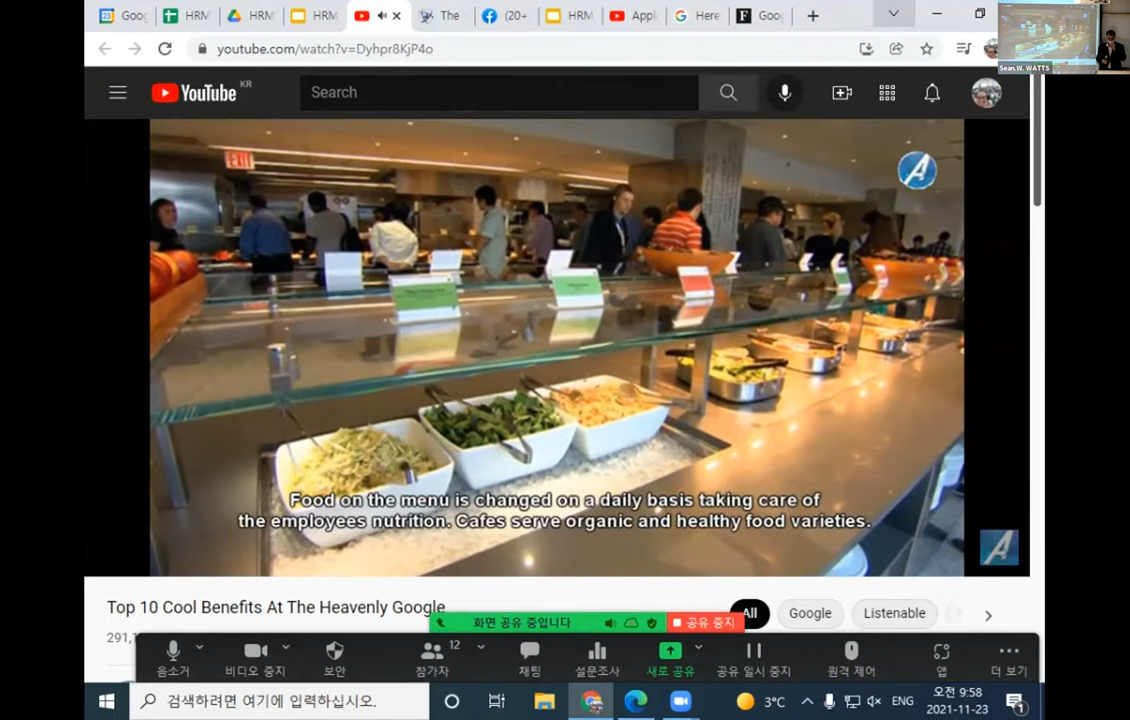 Goog
HRM
HRM
HRM
The
(20+
HRM
Appl
Here
Goog
youtube.com/watch?v=Dyhpr8KjP4o
Sean.W. WATTS
YouTube KR
Search
EXIT
A
Food on the menu is changed on a daily basis taking care of
the employees nutrition. Cafes serve organic and healthy food varieties.
A
Top 10 Cool Benefits At The Heavenly Google
All
Google
Listenable
291,1
화면 공유 중입니다
공유 중지
12
음소거
비디오 중지
보안
참가자
채팅
설문조사
새로 공유
공유 일시 중지
원격 제어
앱
더 보기
검색하려면 여기에 입력하십시오.
3°C
ENG
오전 9:58
2021-11-23
1